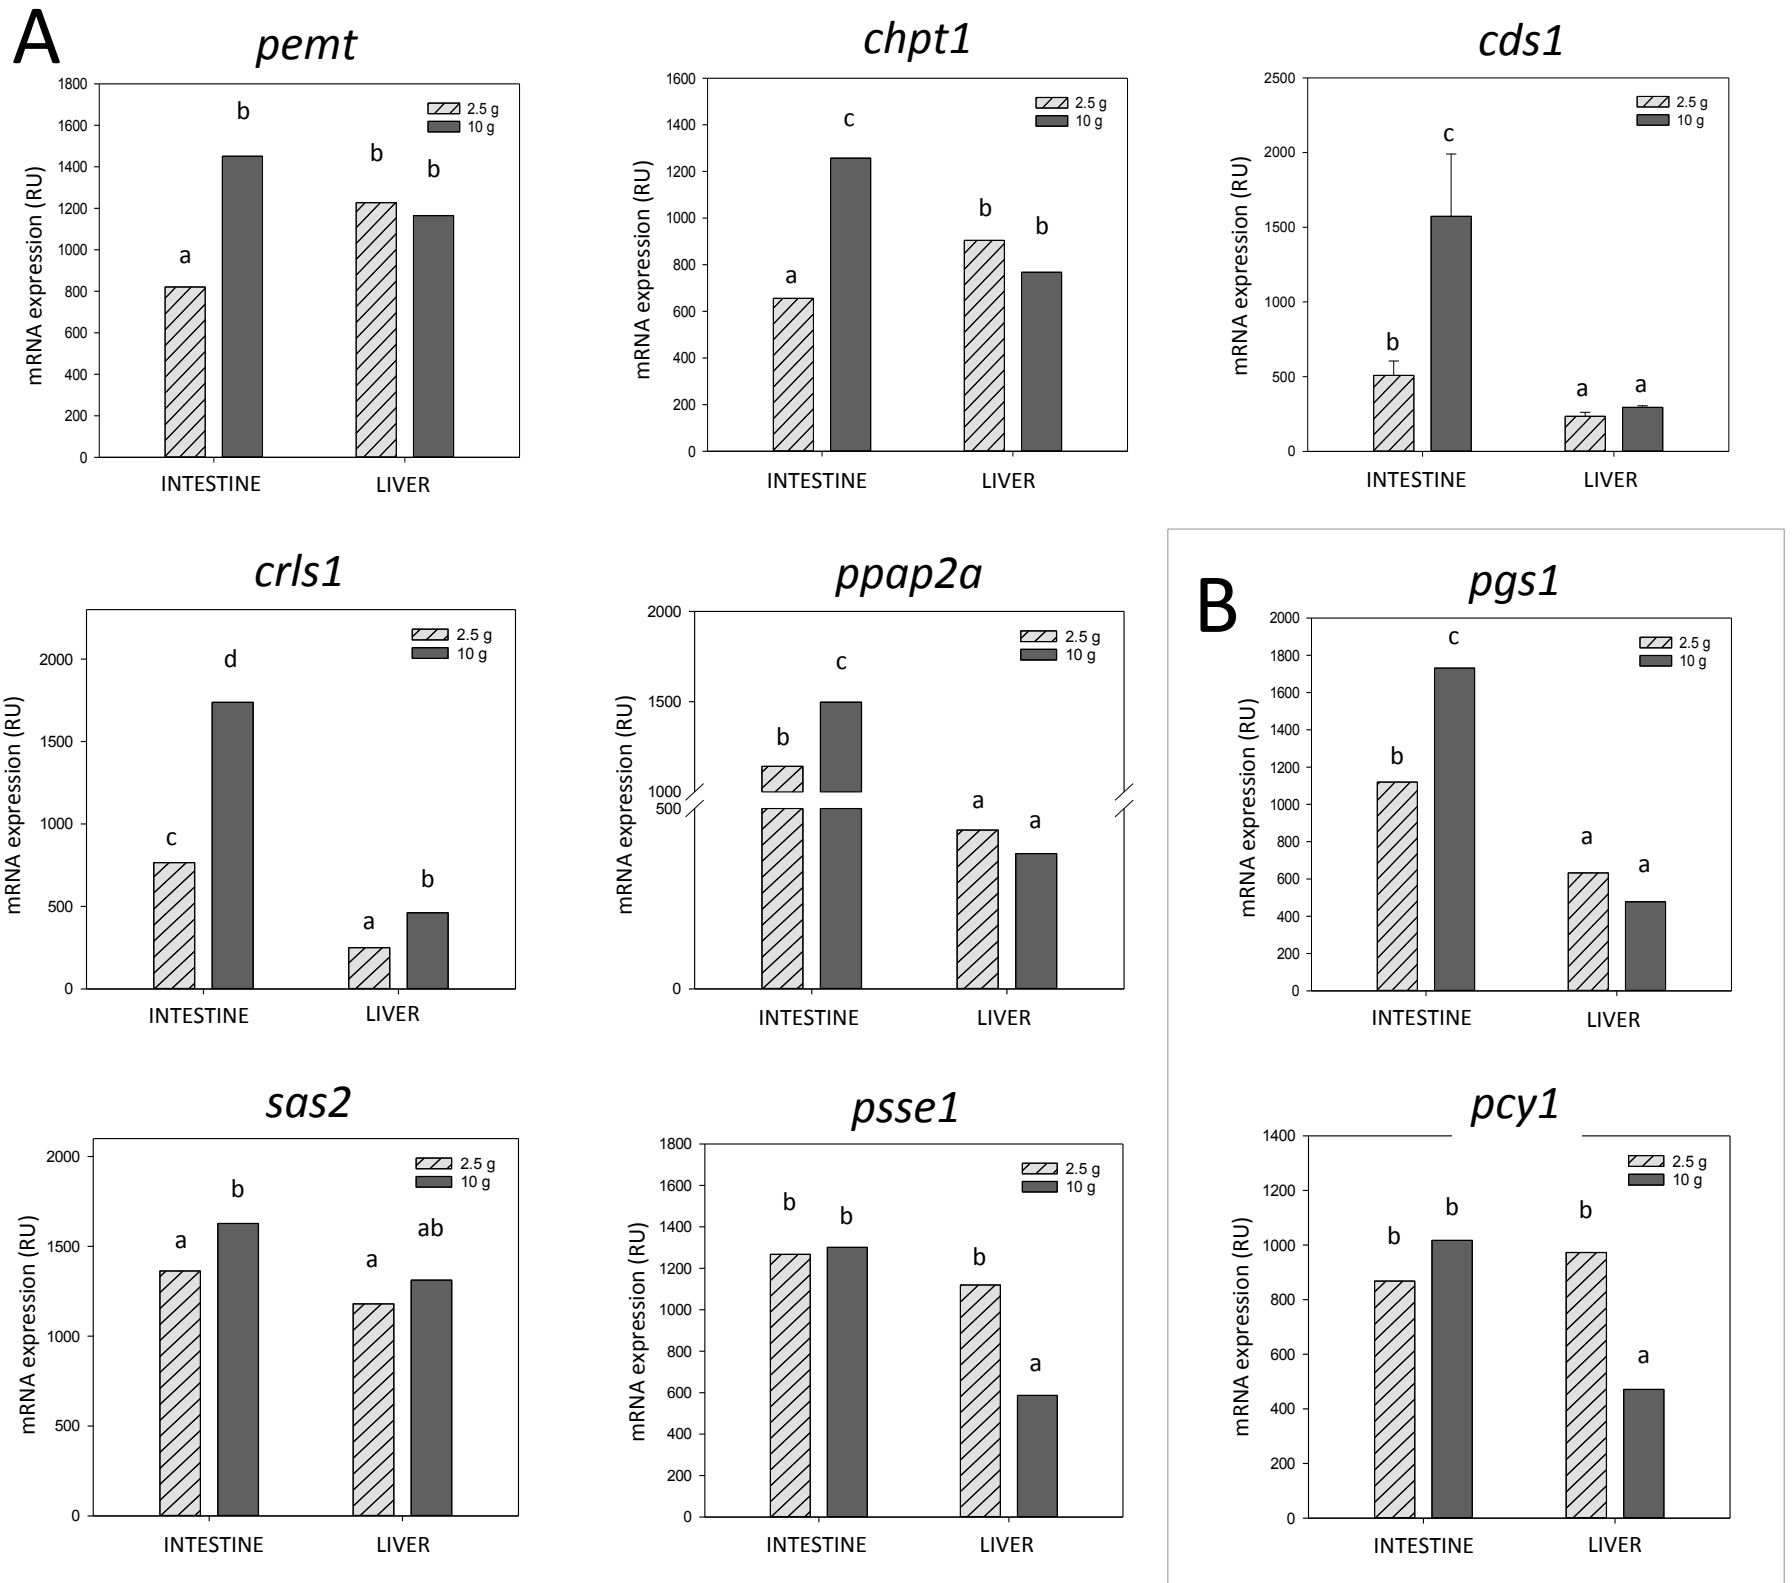 A
pemt
mRNA expression (RU)
1800
1600
1400
1200
1000
800
600
400
200
0
2.5 g
10 g
a
b
b
b
INTESTINE
LIVER
chpt1
mRNA expression (RU)
1600
1400
1200
1000
800
600
400
200
0
2.5 g
10 g
a
c
b
b
INTESTINE
LIVER
cds1
mRNA expression (RU)
2500
2000
1500
1000
500
0
2.5 g
10 g
b
c
a
a
INTESTINE
LIVER
crls1
mRNA expression (RU)
2000
1500
1000
500
0
2.5 g
10 g
c
d
a
b
INTESTINE
LIVER
ppap2a
mRNA expression (RU)
2000
1500
1000
500
0
2.5 g
10 g
b
c
a
a
INTESTINE
LIVER
B
pgs1
mRNA expression (RU)
2000
1800
1600
1400
1200
1000
800
600
400
200
0
2.5 g
10 g
b
c
a
a
INTESTINE
LIVER
sas2
mRNA expression (RU)
2000
1500
1000
500
0
2.5 g
10 g
a
b
a
ab
INTESTINE
LIVER
psse1
mRNA expression (RU)
1800
1600
1400
1200
1000
800
600
400
200
0
2.5 g
10 g
b
b
b
a
INTESTINE
LIVER
pcy1
mRNA expression (RU)
1400
1200
1000
800
600
400
200
0
2.5 g
10 g
b
b
b
a
INTESTINE
LIVER